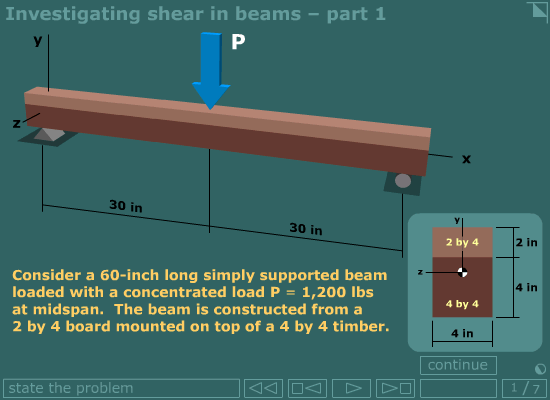 Investigating shear in beams – part 1
y
P
z
x
30 in
30 in
Consider a 60-inch long simply supported beam
loaded with a concentrated load P = 1,200 lbs
at midspan.  The beam is constructed from a
2 by 4 board mounted on top of a 4 by 4 timber.
y
2 by 4
2 in
z
4 by 4
4 in
4 in
continue
state the problem
1 / 7